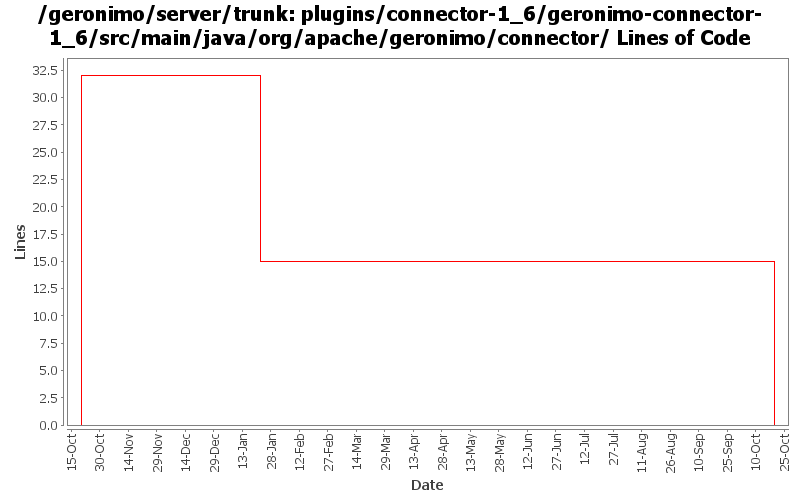 /geronimo/server/trunk: plugins/connector-1_6/geronimo-connector-
1_6/src/main/java/org/apache/geronimo/connector/ Lines of Code
32.5
30.0
27.5
25.0
22.5
20.0
17.5
15.0
12.5
10.0
7.5
5.0
2.5
0.0
Lines
15-Oct
30-Oct
14-Nov
29-Nov
14-Dec
29-Dec
13-Jan
28-Jan
12-Feb
27-Feb
14-Mar
29-Mar
13-Apr
28-Apr
13-May
28-May
12-Jun
27-Jun
12-Jul
27-Jul
11-Aug
26-Aug
10-Sep
25-Sep
10-Oct
25-Oct
Date